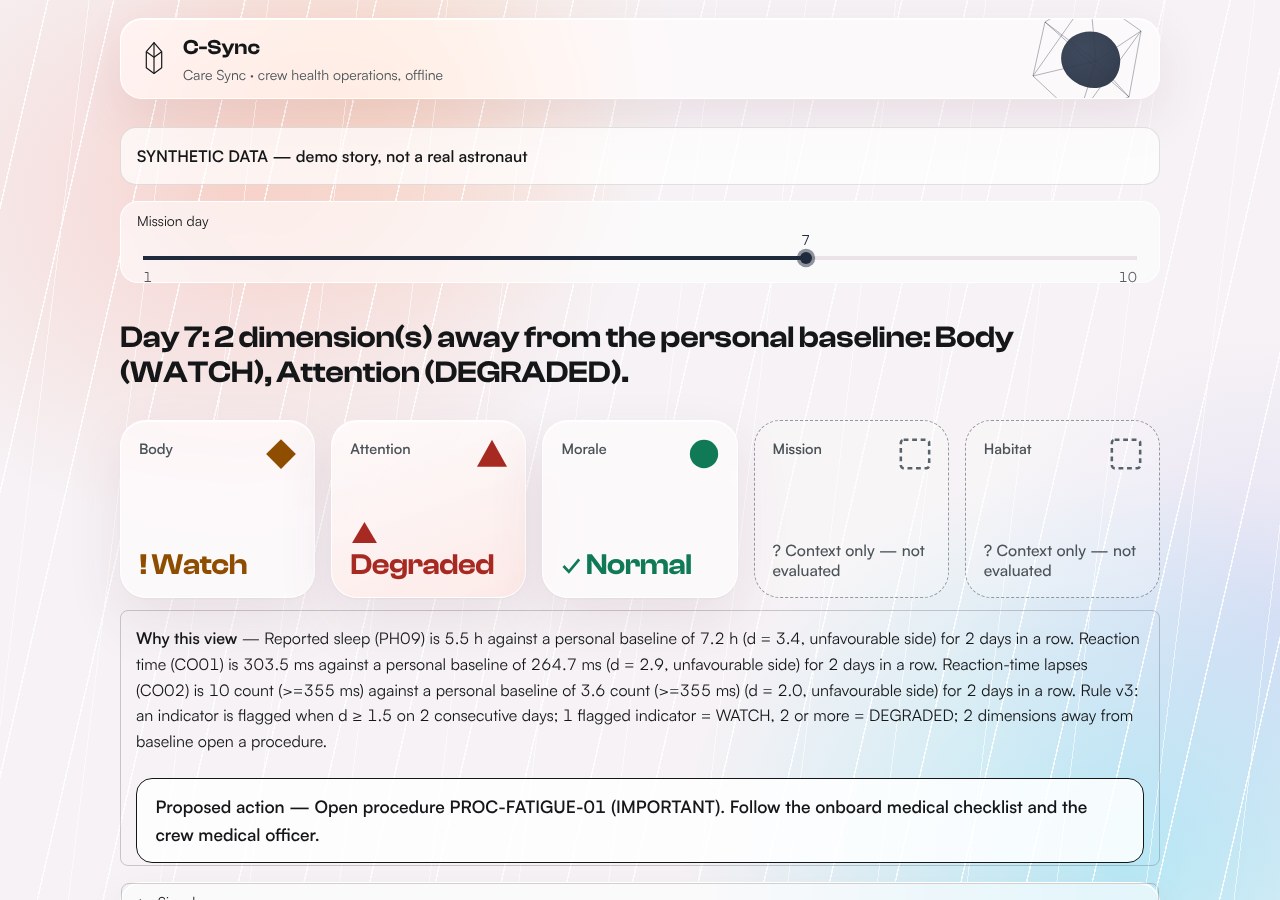 C-Sync
Care Sync · crew health operations, offline
SYNTHETIC DATA — demo story, not a real astronaut
Mission day
7
1
10
Day 7: 2 dimension(s) away from the personal baseline: Body
(WATCH), Attention (DEGRADED).
Body
! Watch
Attention
Degraded
Morale
✓ Normal
Mission
? Context only — not
evaluated
Habitat
? Context only — not
evaluated
Why this view — Reported sleep (PH09) is 5.5 h against a personal baseline of 7.2 h (d = 3.4, unfavourable side) for 2 days in a row. Reaction
time (CO01) is 303.5 ms against a personal baseline of 264.7 ms (d = 2.9, unfavourable side) for 2 days in a row. Reaction-time lapses
(CO02) is 10 count (>=355 ms) against a personal baseline of 3.6 count (>=355 ms) (d = 2.0, unfavourable side) for 2 days in a row. Rule v3:
an indicator is flagged when d ≥ 1.5 on 2 consecutive days; 1 flagged indicator = WATCH, 2 or more = DEGRADED; 2 dimensions away from
baseline open a procedure.
Proposed action — Open procedure PROC-FATIGUE-01 (IMPORTANT). Follow the onboard medical checklist and the
crew medical officer.